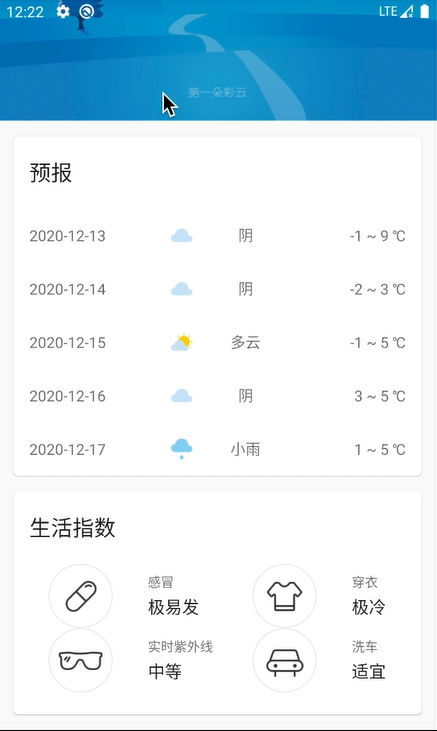 12:22 LTE
第一朵彩云
预报
2020-12-13 阴 -1 ~ 9 ℃
2020-12-14 阴 -2 ~ 3 ℃
2020-12-15 多云 -1 ~ 5 ℃
2020-12-16 阴 3 ~ 5 ℃
2020-12-17 小雨 1 ~ 5 ℃
生活指数
感冒 穿衣
极易发 极冷
实时紫外线 洗车
中等 适宜